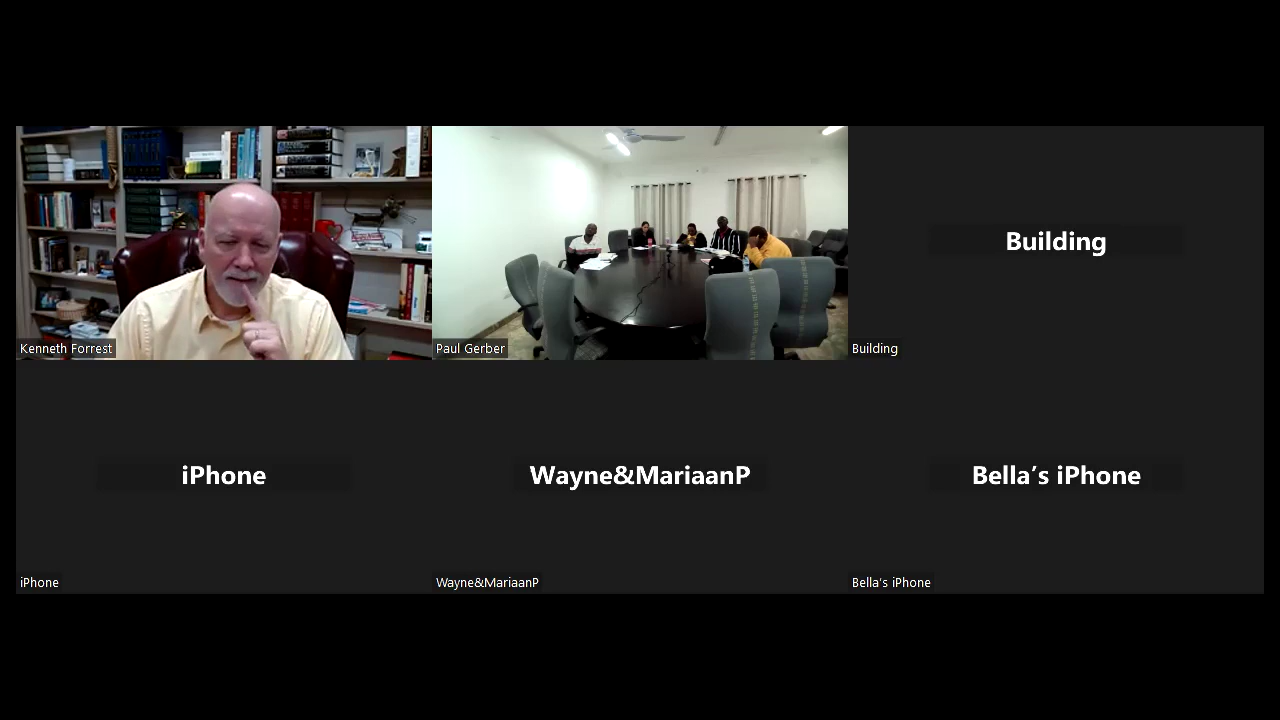 Building
Kenneth Forrest
Paul Gerber
Building
iPhone
Wayne&MariaanP
Bella's iPhone
iPhone
Wayne&MariaanP
Bella's iPhone